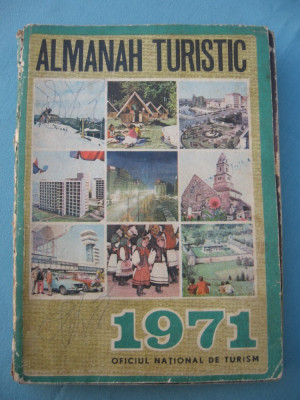 ALMANAH TURISTIC
1971
OFICIUL NAȚIONAL DE TURISM